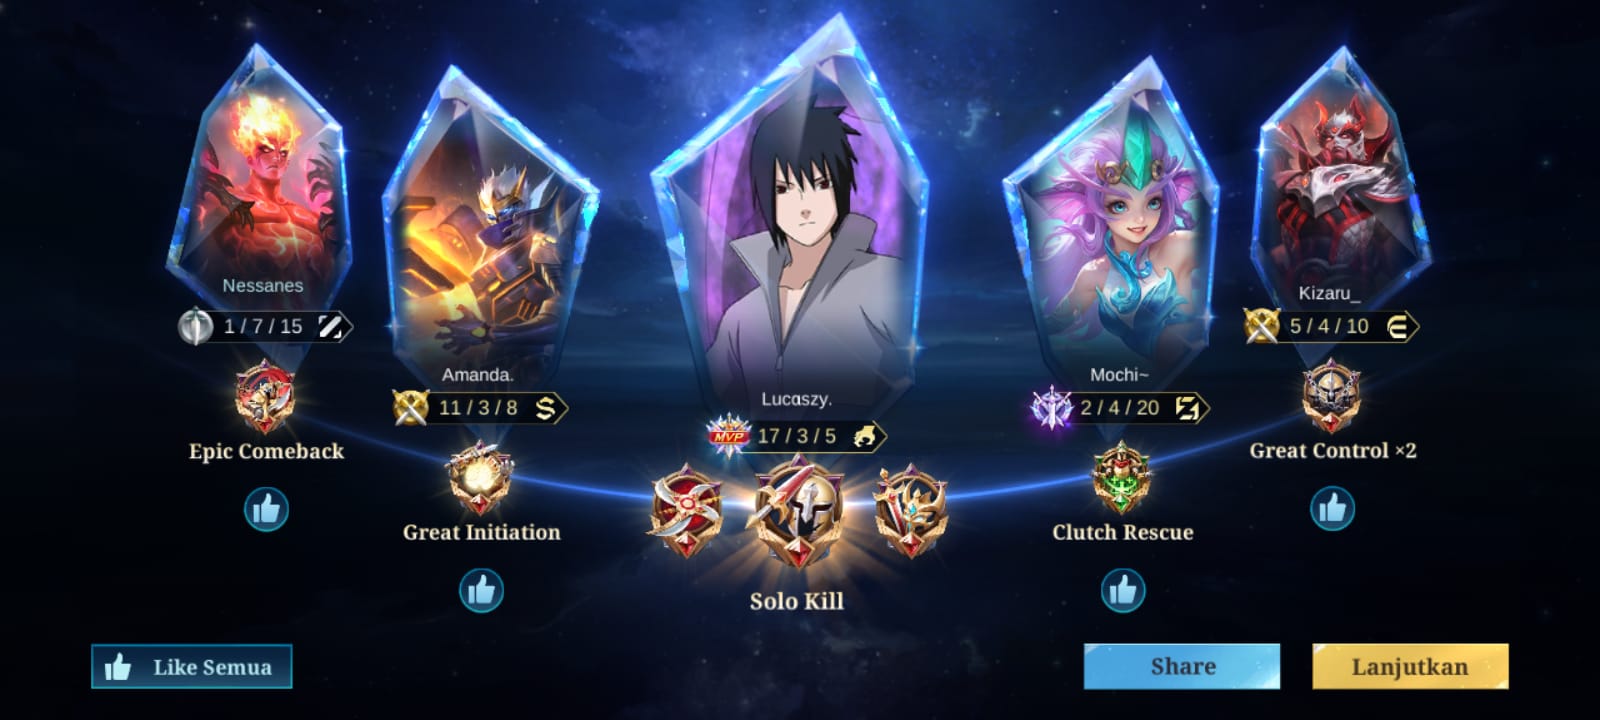 Nessanes
1 / 7 / 15
Epic Comeback
Amanda.
11 / 3 / 8
Great Initiation
Lucαszy.
MVP
17 / 3 / 5
Solo Kill
Mochi~
2 / 4 / 20
Clutch Rescue
Kizaru_
5 / 4 / 10
Great Control ×2
Like Semua
Share
Lanjutkan